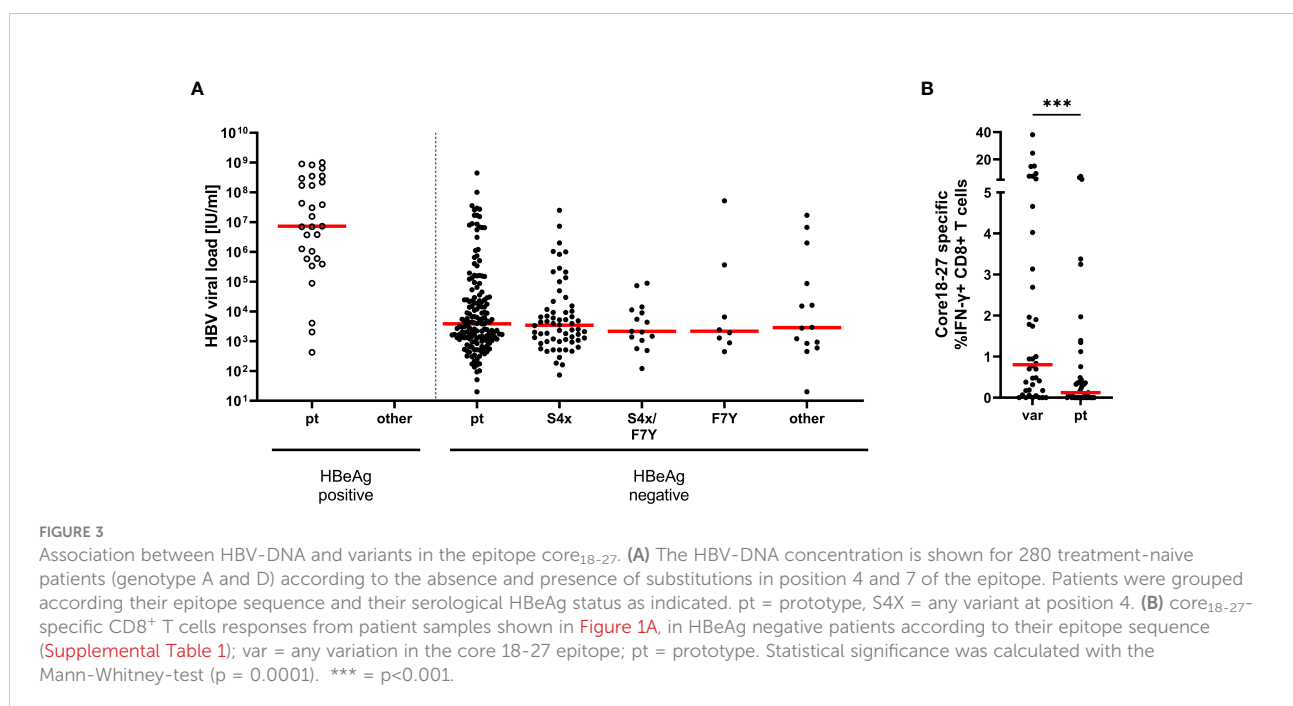 A
HBV viral load [IU/ml]
10^10
10^9
10^8
10^7
10^6
10^5
10^4
10^3
10^2
10^1
pt
other
pt
S4x
S4x/
F7Y
F7Y
other
HBeAg
positive
HBeAg
negative
B
***
Core18-27 specific
%IFN-γ+ CD8+ T cells
40
20
5
4
3
2
1
0
var
pt
FIGURE 3
Association between HBV-DNA and variants in the epitope core18-27. (A) The HBV-DNA concentration is shown for 280 treatment-naive
patients (genotype A and D) according to the absence and presence of substitutions in position 4 and 7 of the epitope. Patients were grouped
according their epitope sequence and their serological HBeAg status as indicated. pt = prototype, S4X = any variant at position 4. (B) core18-27-
specific CD8+ T cells responses from patient samples shown in Figure 1A, in HBeAg negative patients according to their epitope sequence
(Supplemental Table 1); var = any variation in the core 18-27 epitope; pt = prototype. Statistical significance was calculated with the
Mann-Whitney-test (p = 0.0001). *** = p<0.001.